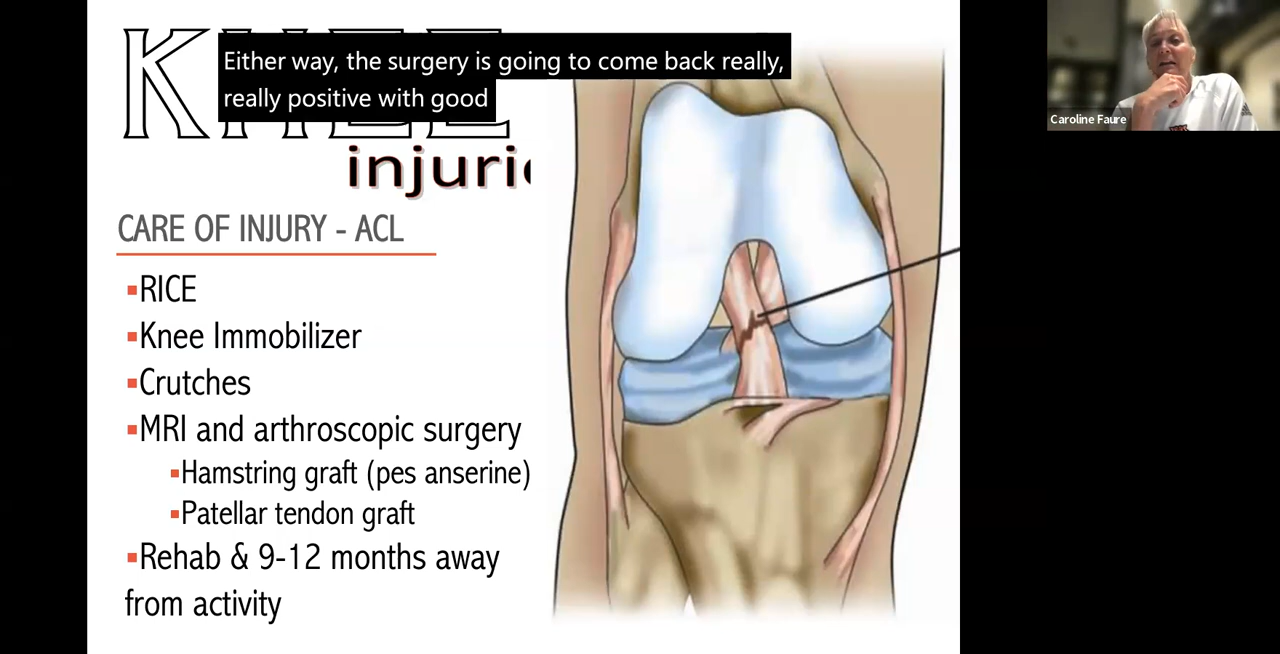 KNEE
Either way, the surgery is going to come back really,
really positive with good
injuri
CARE OF INJURY - ACL
▪RICE
▪Knee Immobilizer
▪Crutches
▪MRI and arthroscopic surgery
▪Hamstring graft (pes anserine)
▪Patellar tendon graft
▪Rehab & 9-12 months away
from activity
Caroline Faure